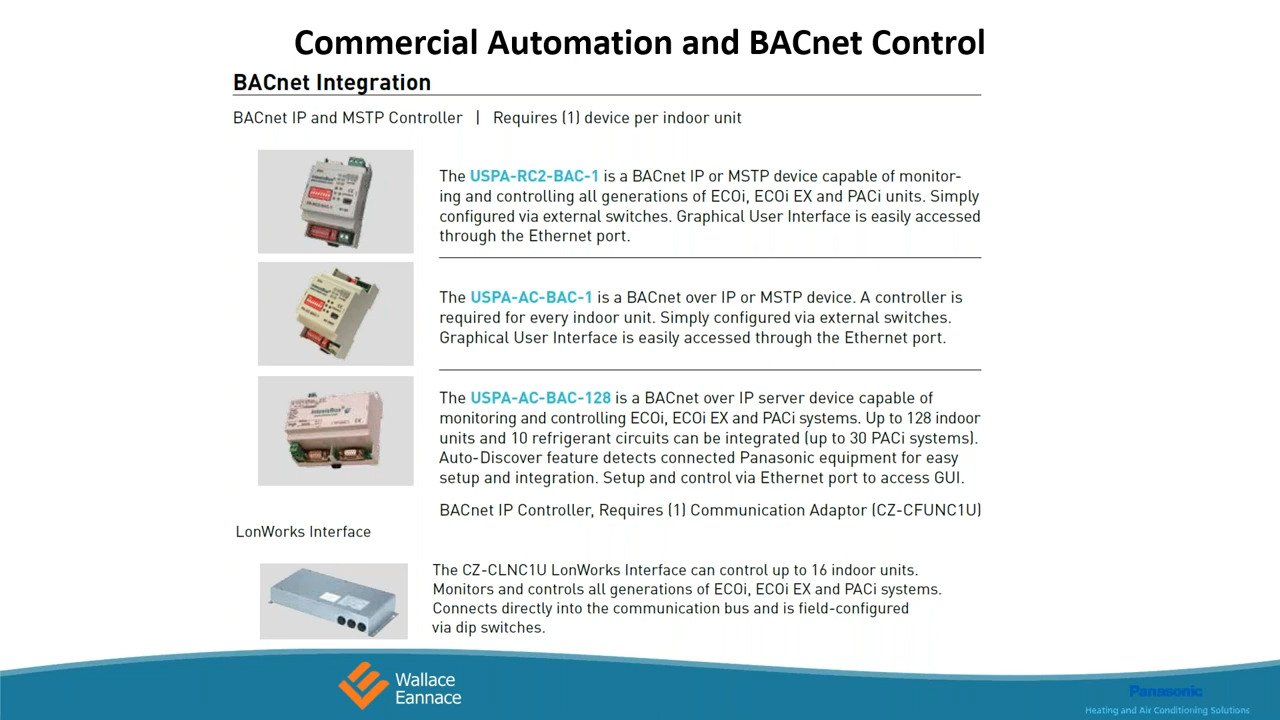 Commercial Automation and BACnet Control
BACnet Integration
BACnet IP and MSTP Controller | Requires (1) device per indoor unit
The USPA-RC2-BAC-1 is a BACnet IP or MSTP device capable of monitor-
ing and controlling all generations of ECOi, ECOi EX and PACi units. Simply
configured via external switches. Graphical User Interface is easily accessed
through the Ethernet port.
The USPA-AC-BAC-1 is a BACnet over IP or MSTP device. A controller is
required for every indoor unit. Simply configured via external switches.
Graphical User Interface is easily accessed through the Ethernet port.
The USPA-AC-BAC-128 is a BACnet over IP server device capable of
monitoring and controlling ECOi, ECOi EX and PACi systems. Up to 128 indoor
units and 10 refrigerant circuits can be integrated (up to 30 PACi systems).
Auto-Discover feature detects connected Panasonic equipment for easy
setup and integration. Setup and control via Ethernet port to access GUI.
BACnet IP Controller, Requires (1) Communication Adaptor (CZ-CFUNC1U)
LonWorks Interface
The CZ-CLNC1U LonWorks Interface can control up to 16 indoor units.
Monitors and controls all generations of ECOi, ECOi EX and PACi systems.
Connects directly into the communication bus and is field-configured
via dip switches.
Wallace
Eannace
Panasonic
Heating and Air Conditioning Solutions